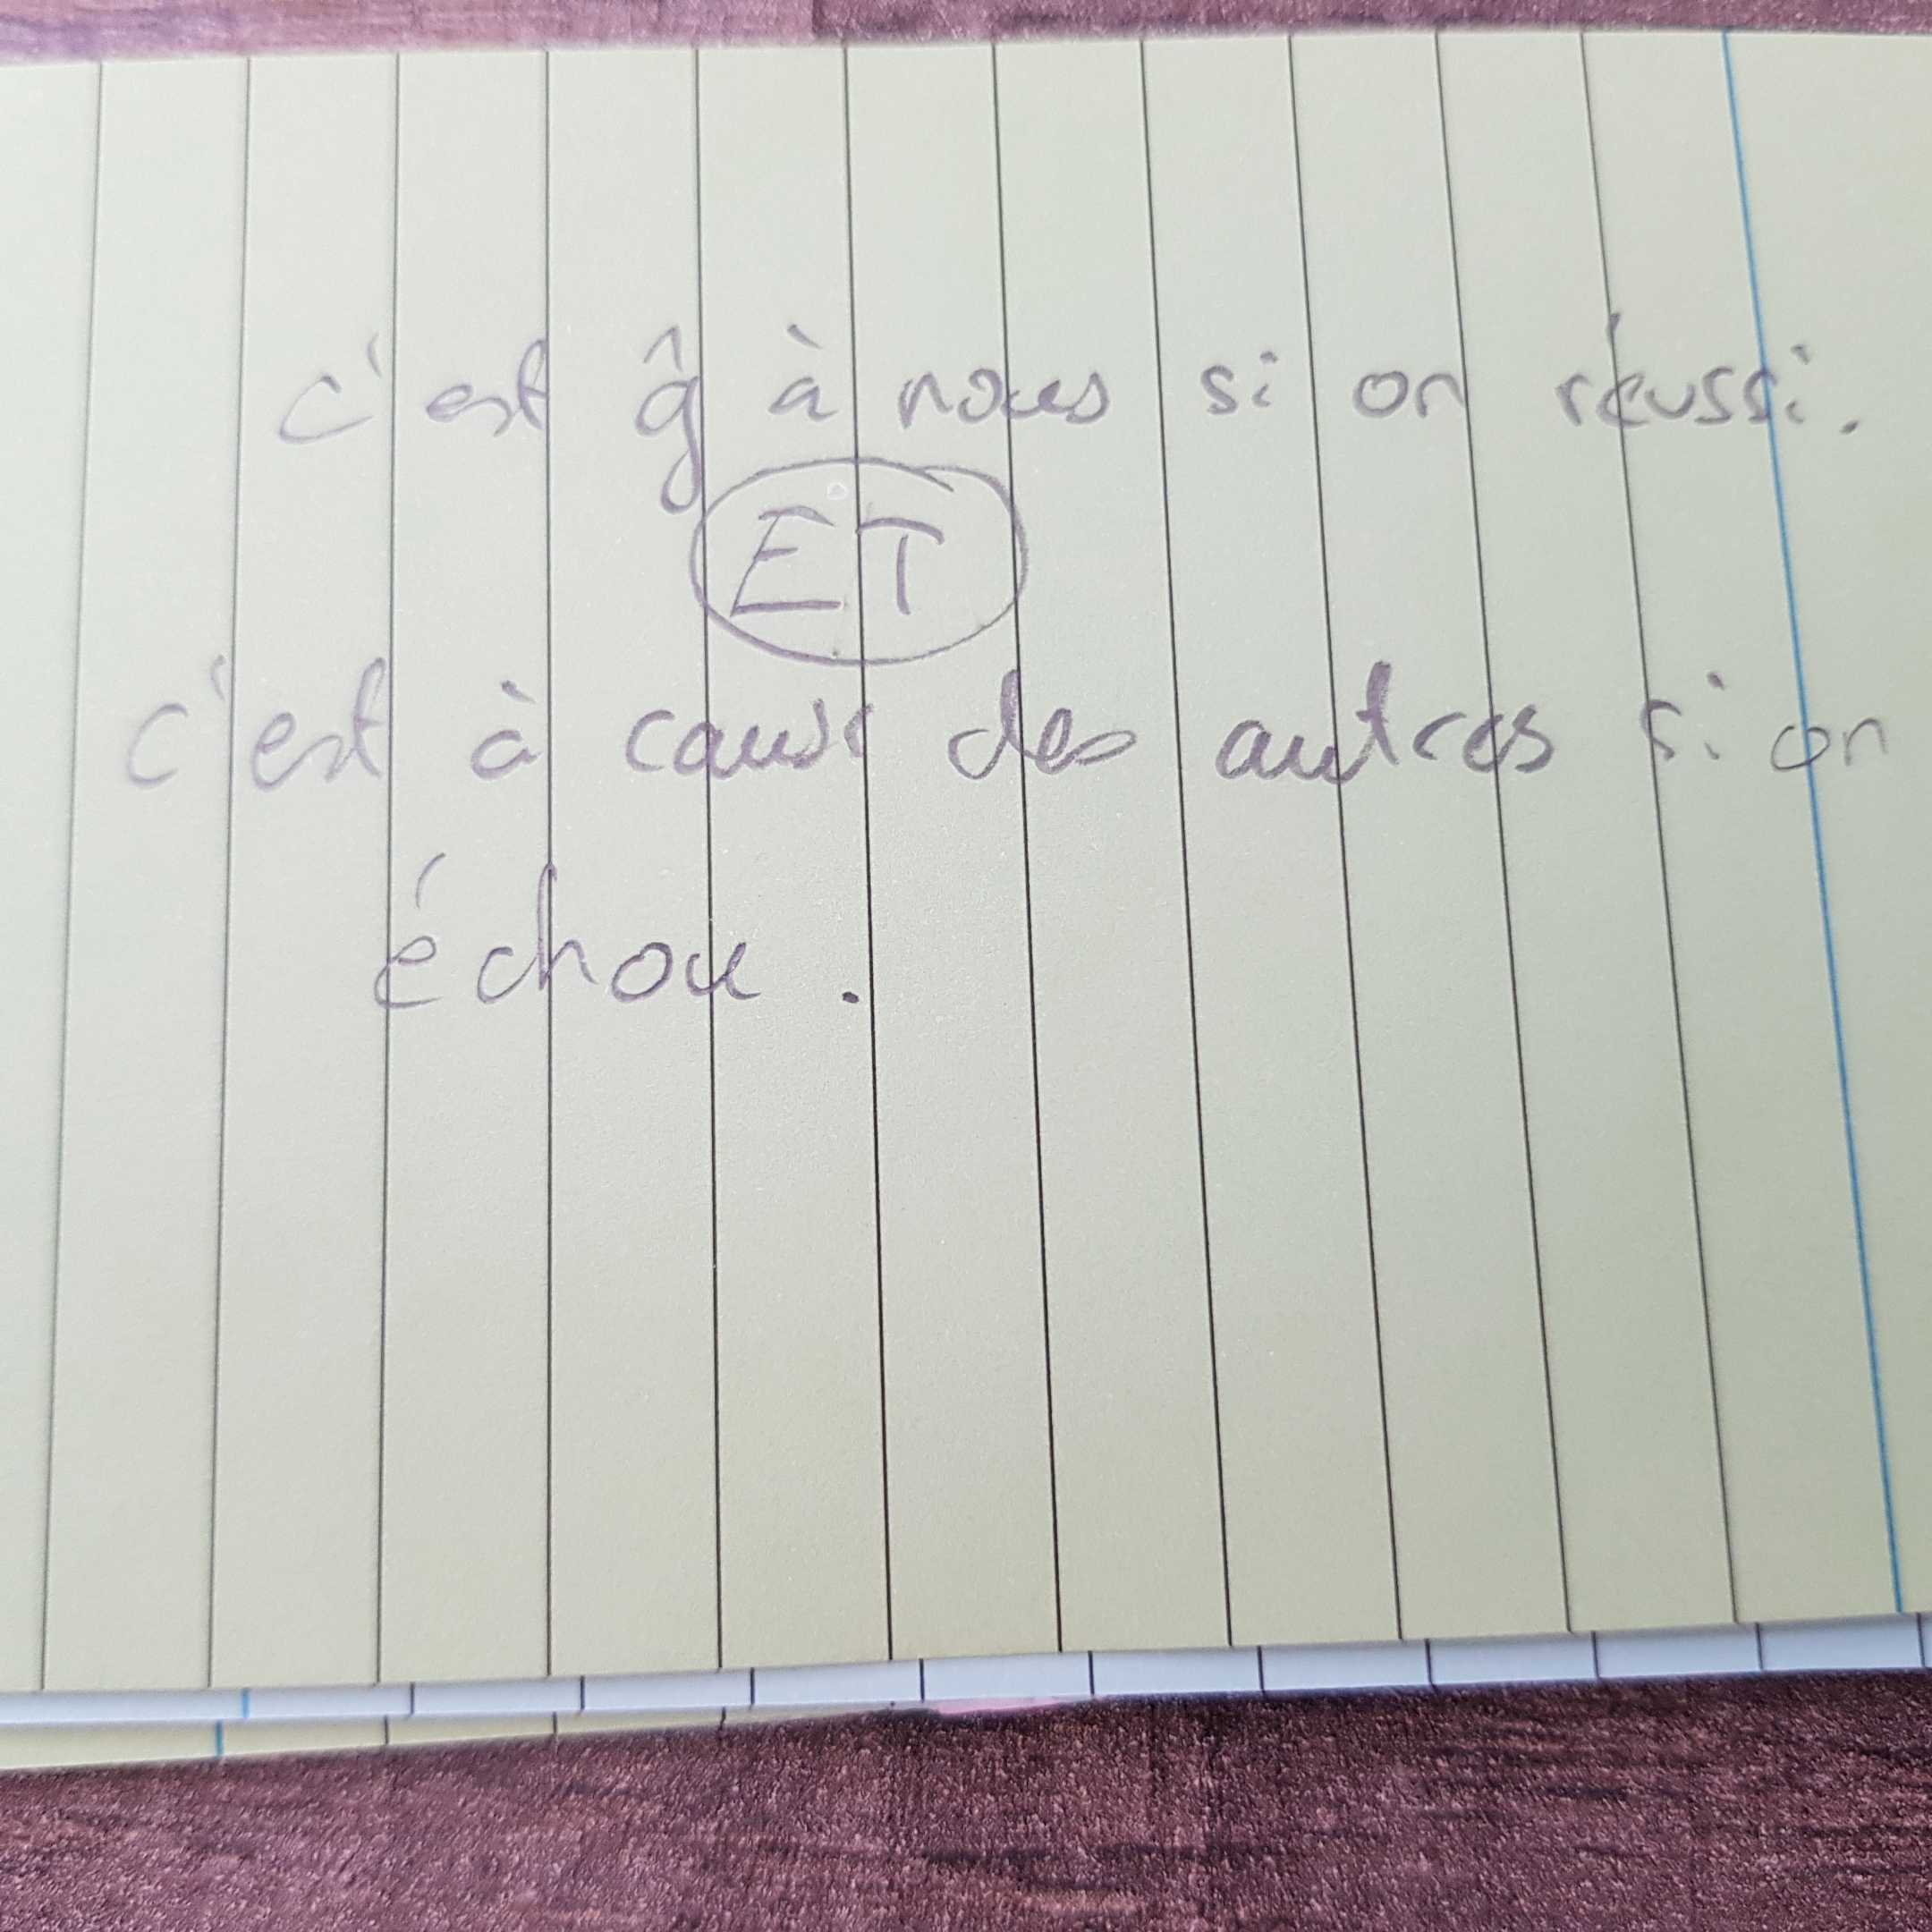 c'est ĝ à nous si on réussi.
ET
c'est à cause des autres si on
échoue.